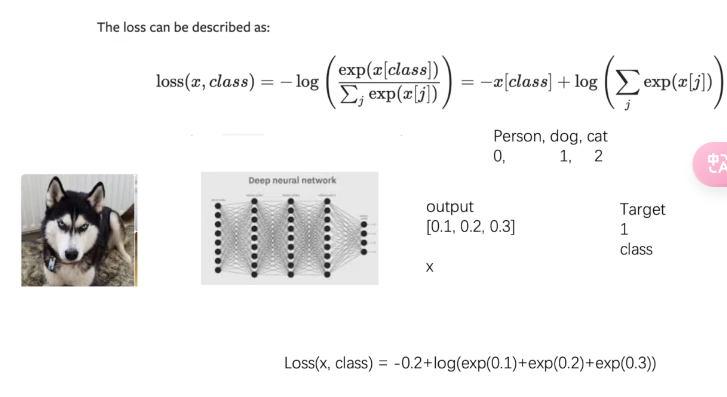 The loss can be described as:
loss(x, class) = −log(exp(x[class]) / ∑j exp(x[j])) = −x[class] + log(∑j exp(x[j]))
Person, dog, cat
0, 1, 2
中
Deep neural network
output
[0.1, 0.2, 0.3]
x
Target
1
class
Loss(x, class) = -0.2+log(exp(0.1)+exp(0.2)+exp(0.3))